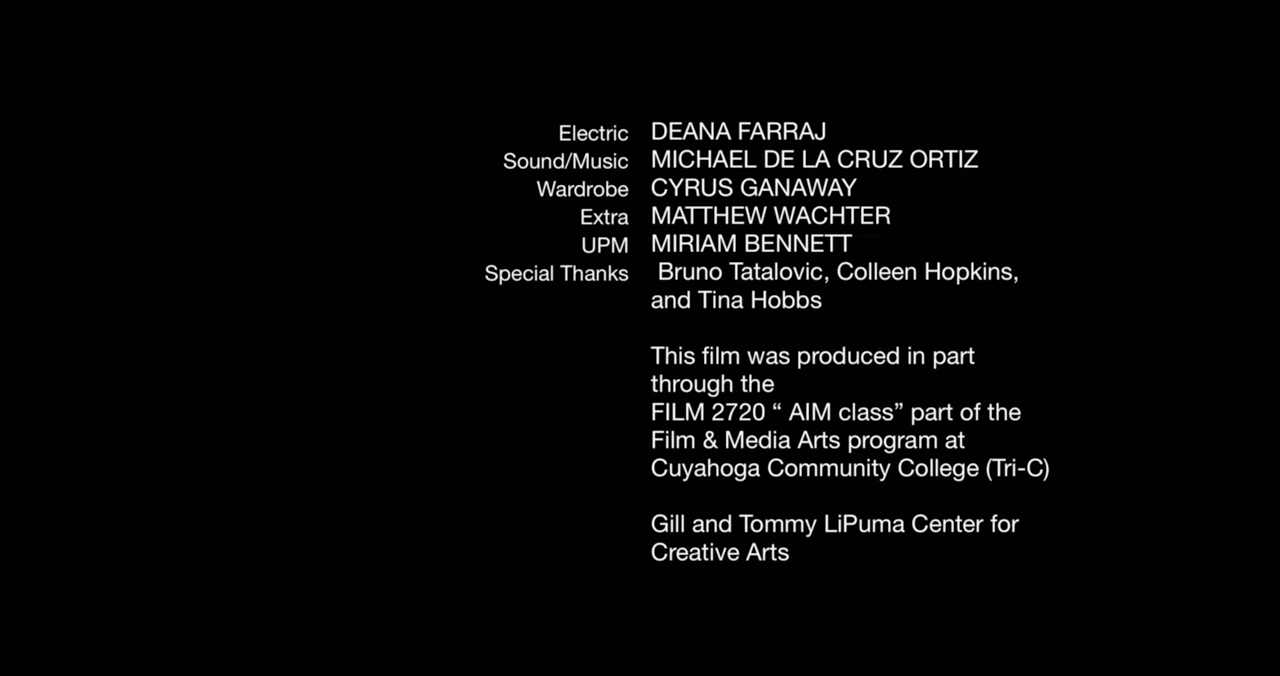 Electric DEANA FARRAJ
Sound/Music MICHAEL DE LA CRUZ ORTIZ
Wardrobe CYRUS GANAWAY
Extra MATTHEW WACHTER
UPM MIRIAM BENNETT
Special Thanks Bruno Tatalovic, Colleen Hopkins,
and Tina Hobbs
This film was produced in part
through the
FILM 2720 “ AIM class” part of the
Film & Media Arts program at
Cuyahoga Community College (Tri-C)
Gill and Tommy LiPuma Center for
Creative Arts